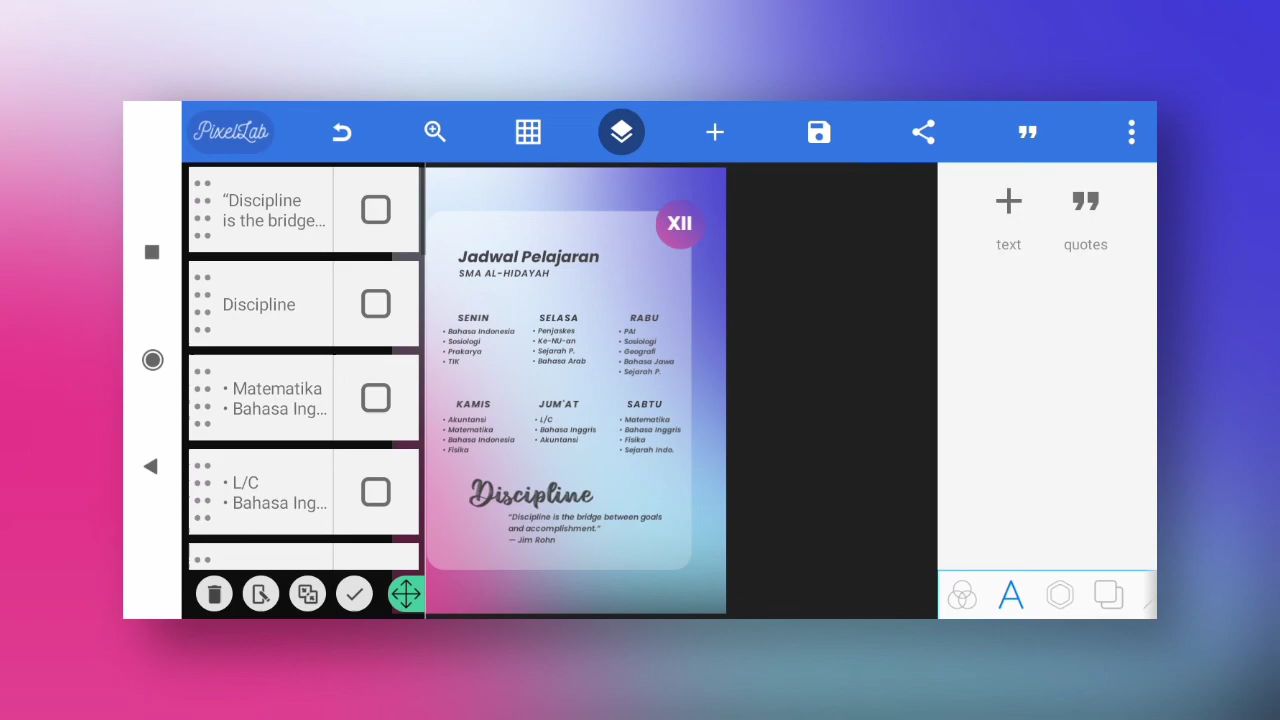 PixelLab
“Discipline
is the bridge...
Discipline
• Matematika
• Bahasa Ing...
• L/C
• Bahasa Ing...
XII
Jadwal Pelajaran
SMA AL-HIDAYAH
SENIN
• Bahasa Indonesia
• Sosiologi
• Prakarya
• TIK
SELASA
• Penjaskes
• Ke-NU-an
• Sejarah P.
• Bahasa Arab
RABU
• PAI
• Sosiologi
• Geografi
• Bahasa Jawa
• Sejarah P.
KAMIS
• Akuntansi
• Matematika
• Bahasa Indonesia
• Fisika
JUM'AT
• L/C
• Bahasa Inggris
• Akuntansi
SABTU
• Matematika
• Bahasa Inggris
• Fisika
• Sejarah Indo.
Discipline
“Discipline is the bridge between goals
and accomplishment.”
— Jim Rohn
text
quotes